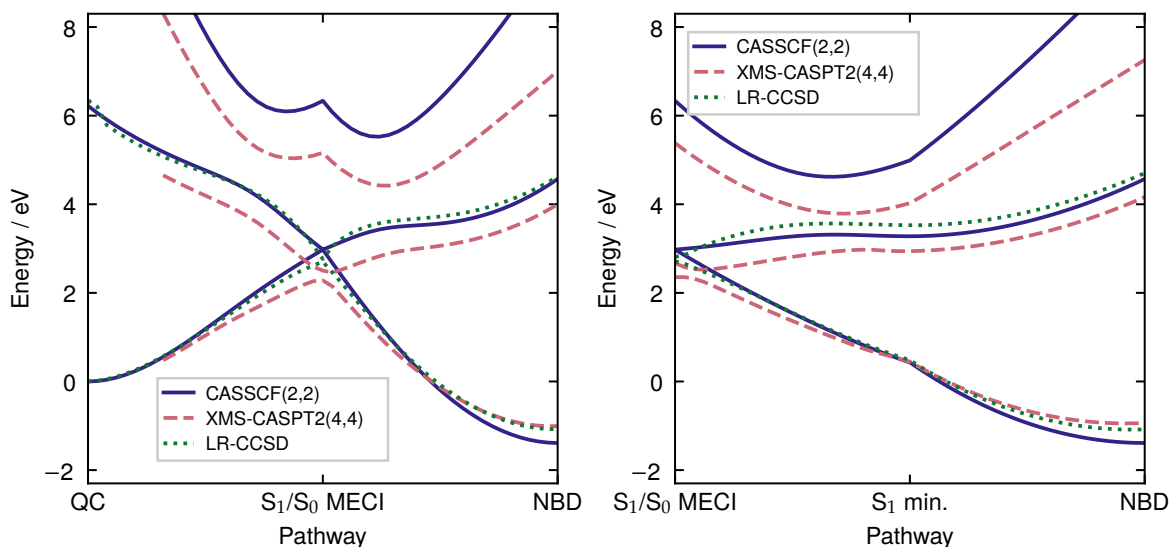 8
6
4
2
0
−2
Energy / eV
CASSCF(2,2)
XMS-CASPT2(4,4)
LR-CCSD
QC
S₁/S₀ MECI
NBD
Pathway
8
6
4
2
0
−2
Energy / eV
CASSCF(2,2)
XMS-CASPT2(4,4)
LR-CCSD
S₁/S₀ MECI
S₁ min.
NBD
Pathway